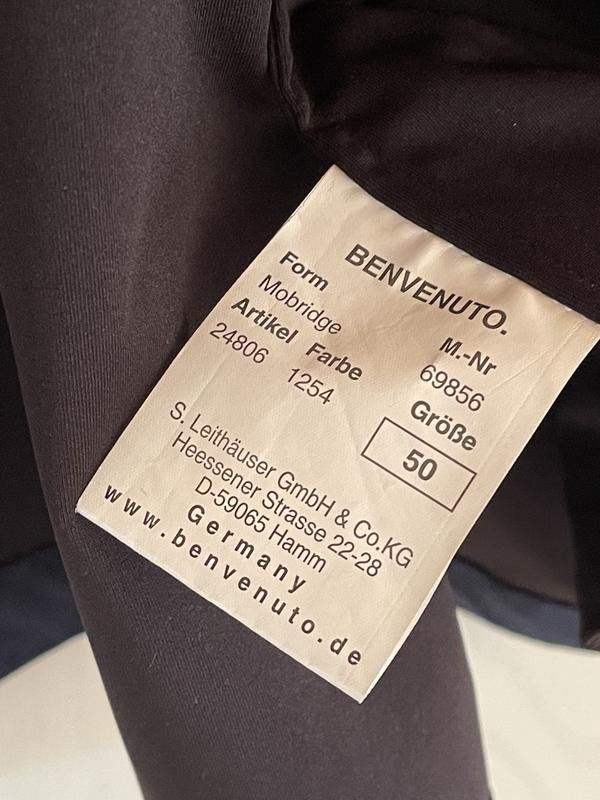 BENVENUTO.
Form M.-Nr
Mobridge 69856
Artikel Farbe Größe
24806 1254 50
S. Leithäuser GmbH & Co.KG
Heessener Strasse 22-28
D-59065 Hamm
Germany
www.benvenuto.de